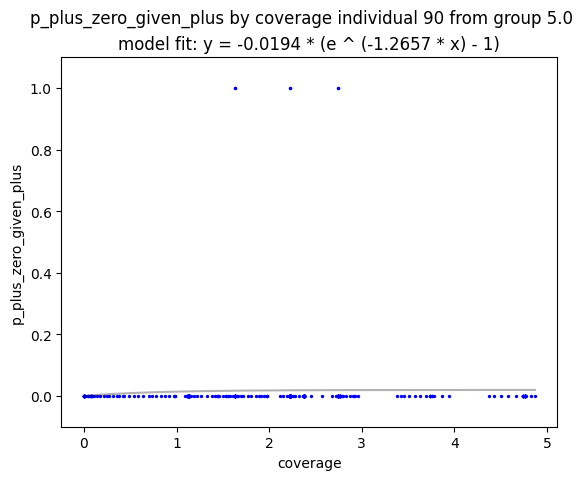 p_plus_zero_given_plus by coverage individual 90 from group 5.0
model fit: y = -0.0194 * (e ^ (-1.2657 * x) - 1)
p_plus_zero_given_plus
1.0
0.8
0.6
0.4
0.2
0.0
0 1 2 3 4 5
coverage